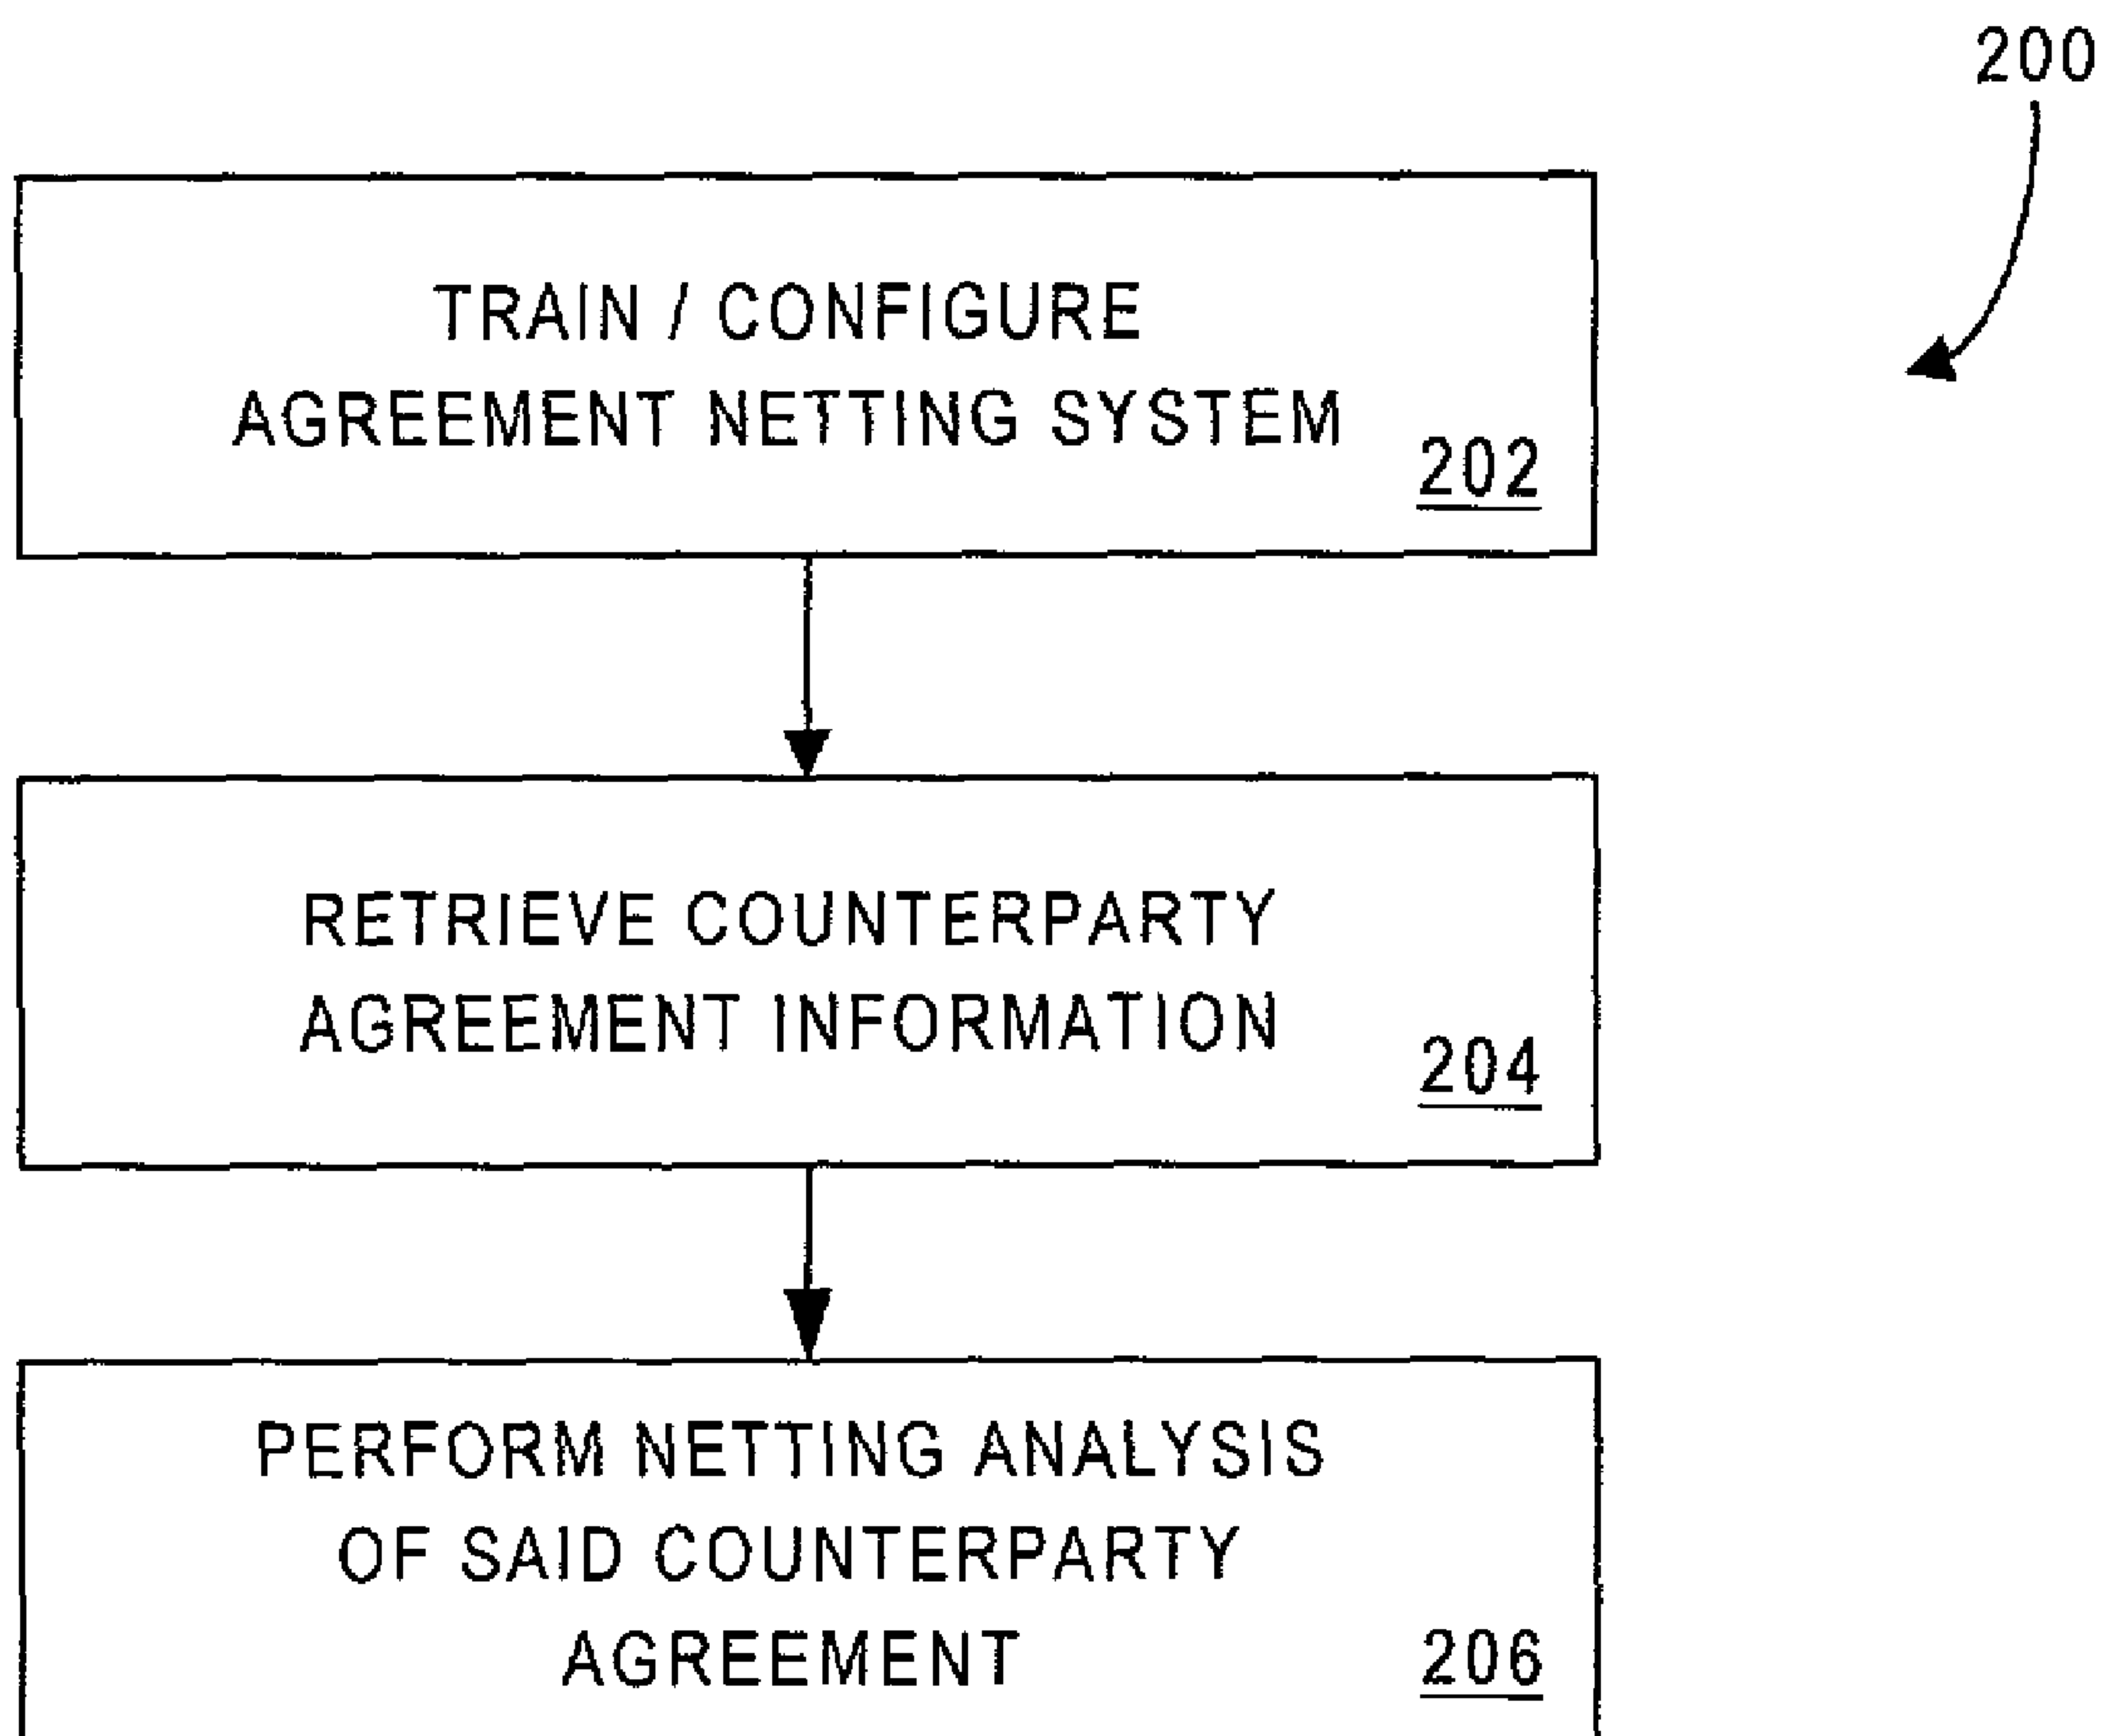 200
TRAIN / CONFIGURE
AGREEMENT NETTING SYSTEM
202
RETRIEVE COUNTERPARTY
AGREEMENT INFORMATION
204
PERFORM NETTING ANALYSIS
OF SAID COUNTERPARTY
AGREEMENT
206